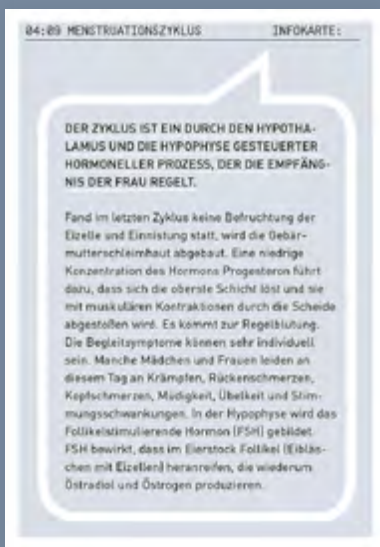 04:09 MENSTRUATIONSZYKLUS INFOKARTE:
DER ZYKLUS IST EIN DURCH DEN HYPOTHA-
LAMUS UND DIE HYPOPHYSE GESTEUERTER
HORMONELLER PROZESS, DER DIE EMPFÄNG-
NIS DER FRAU REGELT.
Fand im letzten Zyklus keine Befruchtung der
Eizelle und Einnistung statt, wird die Gebär-
mutterschleimhaut abgebaut. Eine niedrige
Konzentration des Hormons Progesteron führt
dazu, dass sich die oberste Schicht löst und sie
mit muskulären Kontraktionen durch die Scheide
abgestoßen wird. Es kommt zur Regelblutung.
Die Begleitsymptome können sehr individuell
sein. Manche Mädchen und Frauen leiden an
diesem Tag an Krämpfen, Rückenschmerzen,
Kopfschmerzen, Müdigkeit, Übelkeit und Stim-
mungsschwankungen. In der Hypophyse wird das
Follikelstimulierende Hormon (FSH) gebildet.
FSH bewirkt, dass im Eierstock Follikel (Eibläs-
chen mit Eizellen) heranreifen, die wiederum
Östradiol und Östrogen produzieren.